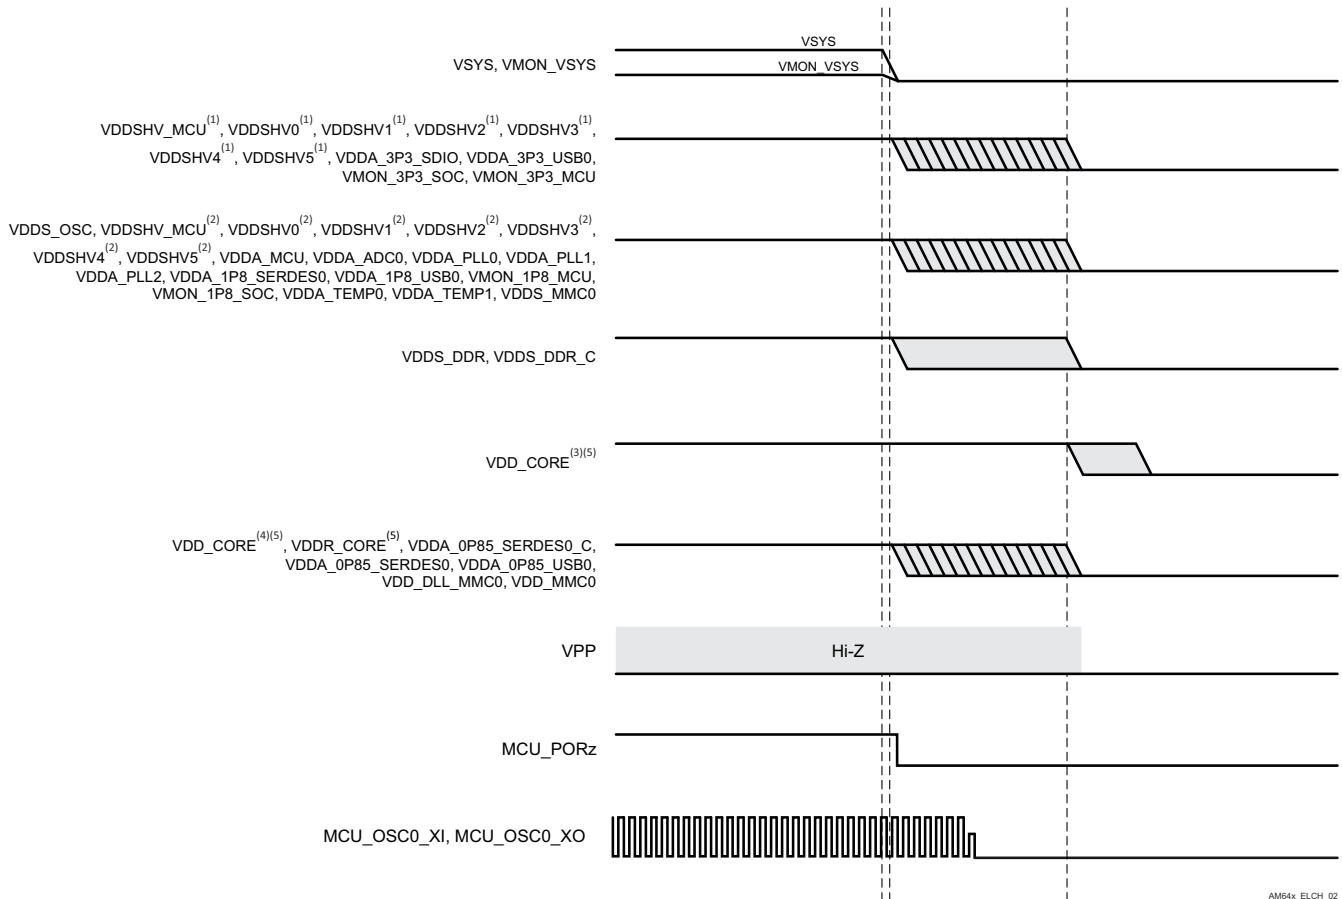 VSYS
VSYS, VMON_VSYS
VMON_VSYS
VDDSHV_MCU(1), VDDSHV0(1), VDDSHV1(1), VDDSHV2(1), VDDSHV3(1),
VDDSHV4(1), VDDSHV5(1), VDDA_3P3_SDIO, VDDA_3P3_USB0,
VMON_3P3_SOC, VMON_3P3_MCU
VDDS_OSC, VDDSHV_MCU(2), VDDSHV0(2), VDDSHV1(2), VDDSHV2(2), VDDSHV3(2),
VDDSHV4(2), VDDSHV5(2), VDDA_MCU, VDDA_ADC0, VDDA_PLL0, VDDA_PLL1,
VDDA_PLL2, VDDA_1P8_SERDES0, VDDA_1P8_USB0, VMON_1P8_MCU,
VMON_1P8_SOC, VDDA_TEMP0, VDDA_TEMP1, VDDS_MMC0
VDDS_DDR, VDDS_DDR_C
VDD_CORE(3)(5)
VDD_CORE(4)(5), VDDR_CORE(5), VDDA_0P85_SERDES0_C,
VDDA_0P85_SERDES0, VDDA_0P85_USB0,
VDD_DLL_MMC0, VDD_MMC0
VPP
Hi-Z
MCU_PORz
MCU_OSC0_XI, MCU_OSC0_XO
AM64x_ELCH_02